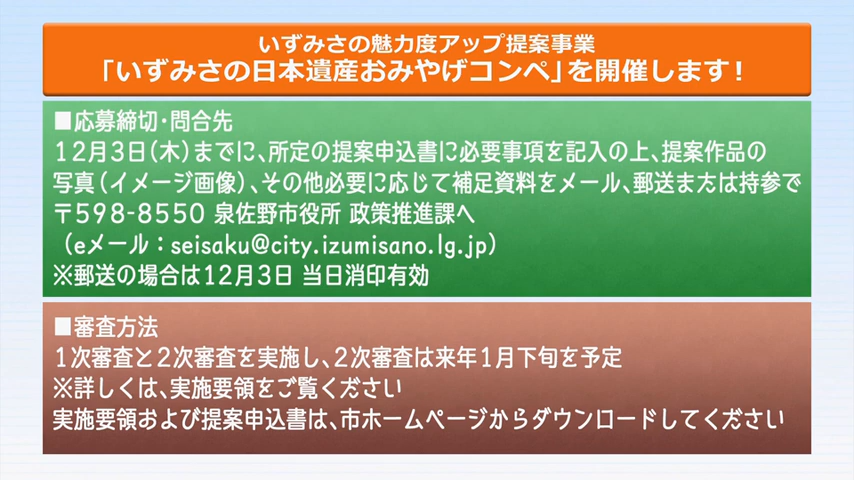 いずみさの魅力度アップ提案事業
「いずみさの日本遺産おみやげコンペ」を開催します！
■応募締切・問合先
１２月３日（木）までに、所定の提案申込書に必要事項を記入の上、提案作品の
写真（イメージ画像）、その他必要に応じて補足資料をメール、郵送または持参で
〒５９８-８５５０ 泉佐野市役所 政策推進課へ
（eメール：seisaku@city.izumisano.lg.jp）
※郵送の場合は１２月３日 当日消印有効
■審査方法
１次審査と２次審査を実施し、２次審査は来年１月下旬を予定
※詳しくは、実施要領をご覧ください
実施要領および提案申込書は、市ホームページからダウンロードしてください